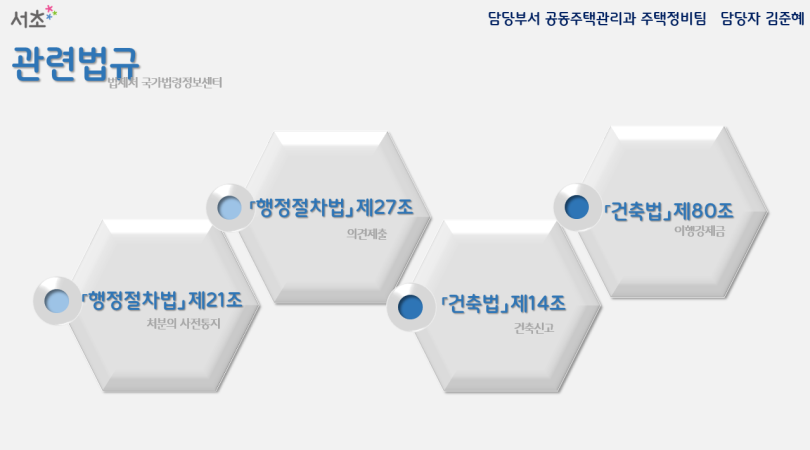 서초
담당부서 공동주택관리과 주택정비팀 담당자 김준혜
관련법규
법제처 국가법령정보센터
「행정절차법」제27조
의견제출
「건축법」제80조
이행강제금
「행정절차법」제21조
처분의 사전통지
「건축법」제14조
건축신고